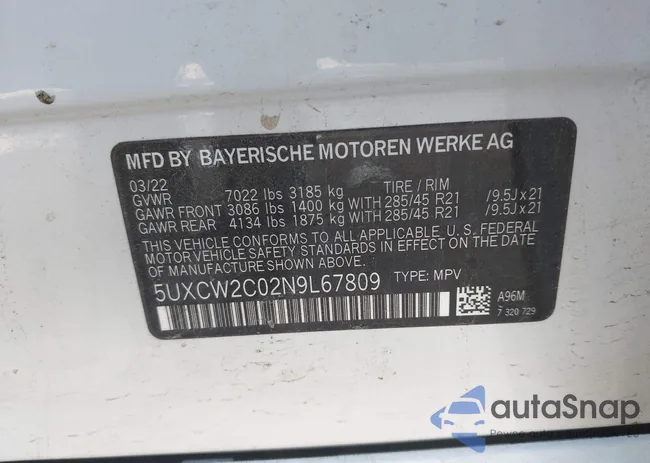 MFD BY BAYERISCHE MOTOREN WERKE AG
03/22 TIRE / RIM
GVWR 7022 lbs 3185 kg
GAWR FRONT 3086 lbs 1400 kg WITH 285/45 R21 /9.5J x 21
GAWR REAR 4134 lbs 1875 kg WITH 285/45 R21 /9.5J x 21
THIS VEHICLE CONFORMS TO ALL APPLICABLE U. S. FEDERAL
MOTOR VEHICLE SAFETY STANDARDS IN EFFECT ON THE
DATE OF MANUFACTURE SHOWN ABOVE.
5UXCW2C02N9L67809 TYPE: MPV
A96M
7 320 729
autaSnap